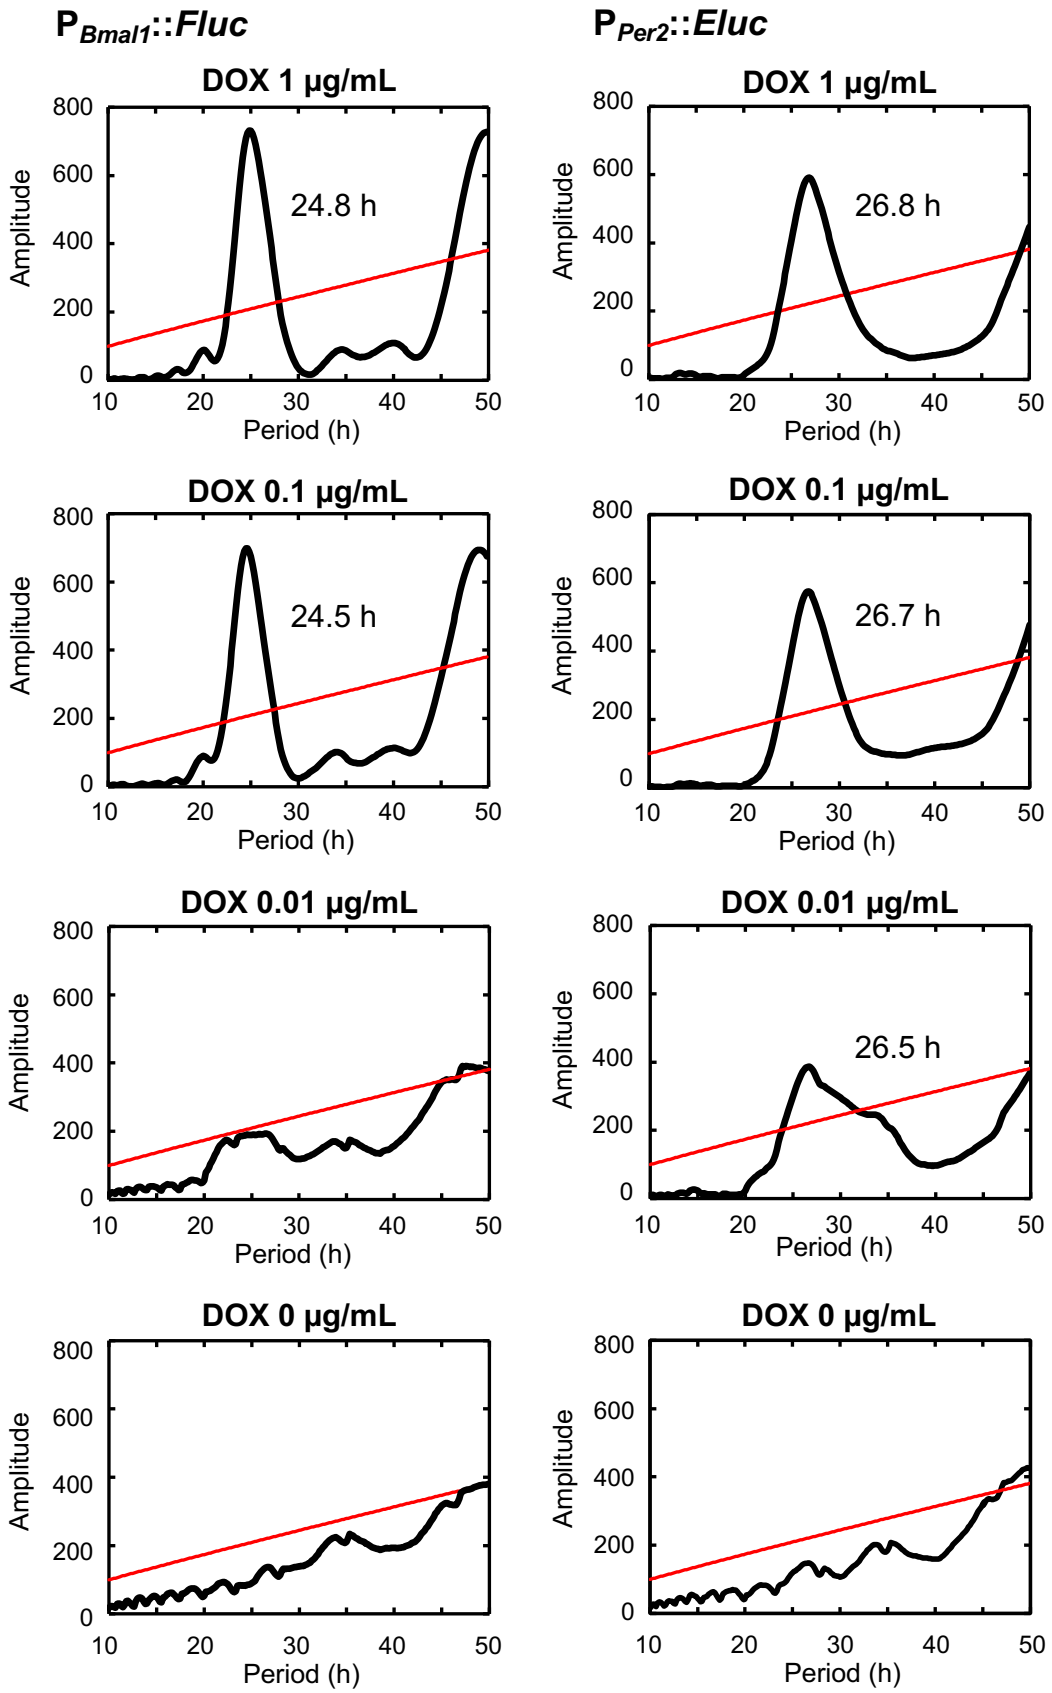 P_Bmal1::Fluc
P_Per2::Eluc
DOX 1 µg/mL
800
600
400
200
0
Amplitude
24.8 h
10 20 30 40 50
Period (h)
DOX 1 µg/mL
800
600
400
200
0
Amplitude
26.8 h
10 20 30 40 50
Period (h)
DOX 0.1 µg/mL
800
600
400
200
0
Amplitude
24.5 h
10 20 30 40 50
Period (h)
DOX 0.1 µg/mL
800
600
400
200
0
Amplitude
26.7 h
10 20 30 40 50
Period (h)
DOX 0.01 µg/mL
800
600
400
200
0
Amplitude
10 20 30 40 50
Period (h)
DOX 0.01 µg/mL
800
600
400
200
0
Amplitude
26.5 h
10 20 30 40 50
Period (h)
DOX 0 µg/mL
800
600
400
200
0
Amplitude
10 20 30 40 50
Period (h)
DOX 0 µg/mL
800
600
400
200
0
Amplitude
10 20 30 40 50
Period (h)